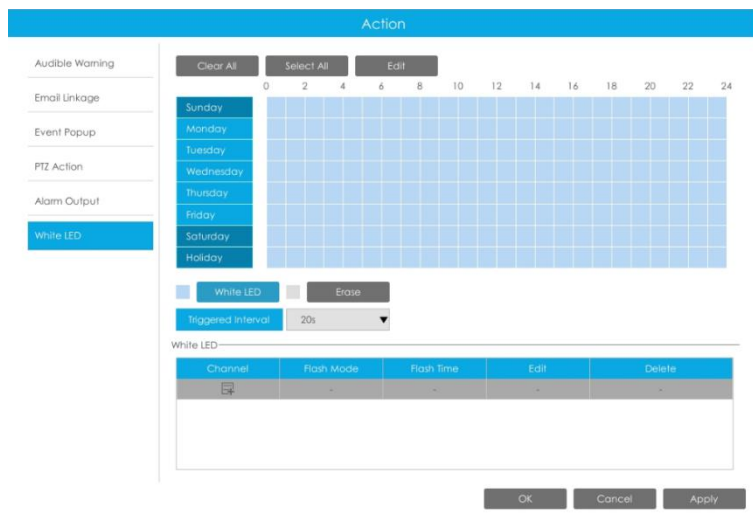 Action
Audible Warning
Email Linkage
Event Popup
PTZ Action
Alarm Output
White LED
Clear All Select All Edit
0 2 4 6 8 10 12 14 16 18 20 22 24
Sunday
Monday
Tuesday
Wednesday
Thursday
Friday
Saturday
Holiday
White LED Erase
Triggered Interval 20s
White LED
Channel Flash Mode Flash Time Edit Delete
- - - -
OK Cancel Apply